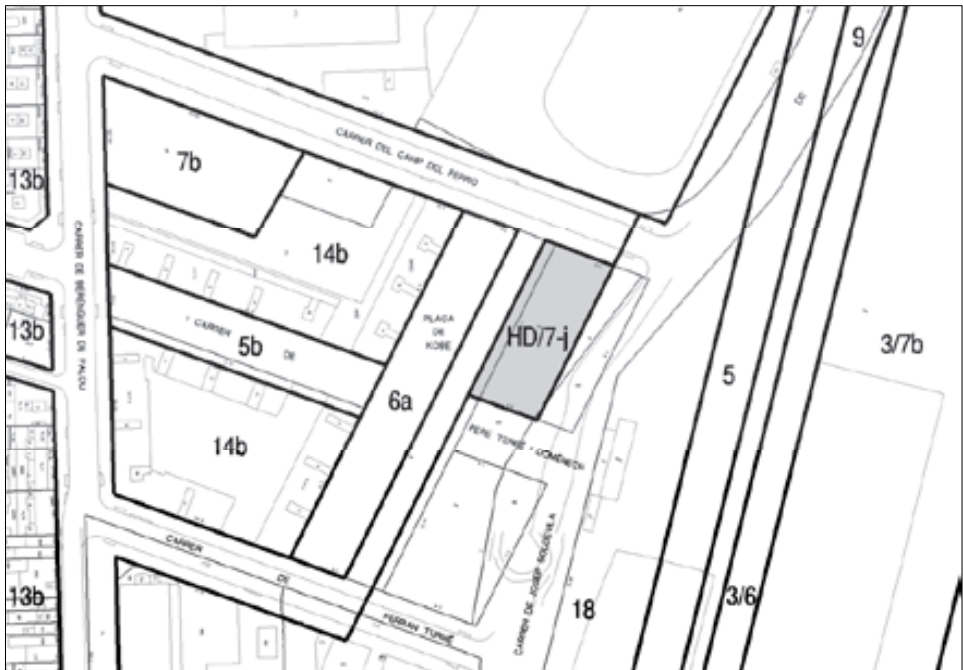 9
DE
CARRER DEL CAMP DEL FERRO
7b
13b
14b
CARRER DE BERENGUER DE PALOU
PLAÇA
DE
KOBE
HD/7-j
3/7b
13b
CARRER DE
5b
5
6a
14b
PERE TORNÉ I DOMÈNECH
CARRER DE JOSEP SOLDEVILA
CARRER DE FERRAN TURNÉ
13b
18
3/6